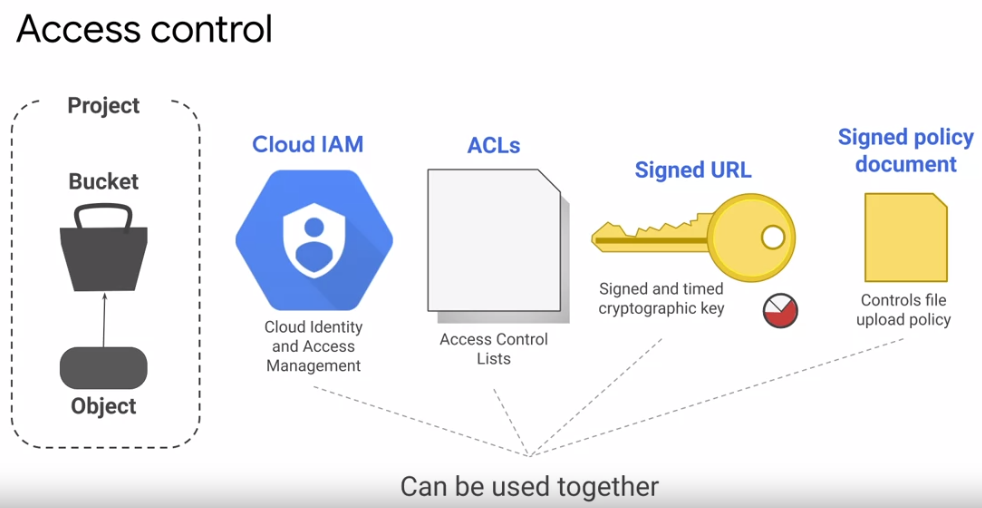 Access control
Project
Bucket
Object
Cloud IAM
Cloud Identity
and Access
Management
ACLs
Access Control
Lists
Signed URL
Signed and timed
cryptographic key
Signed policy
document
Controls file
upload policy
Can be used together